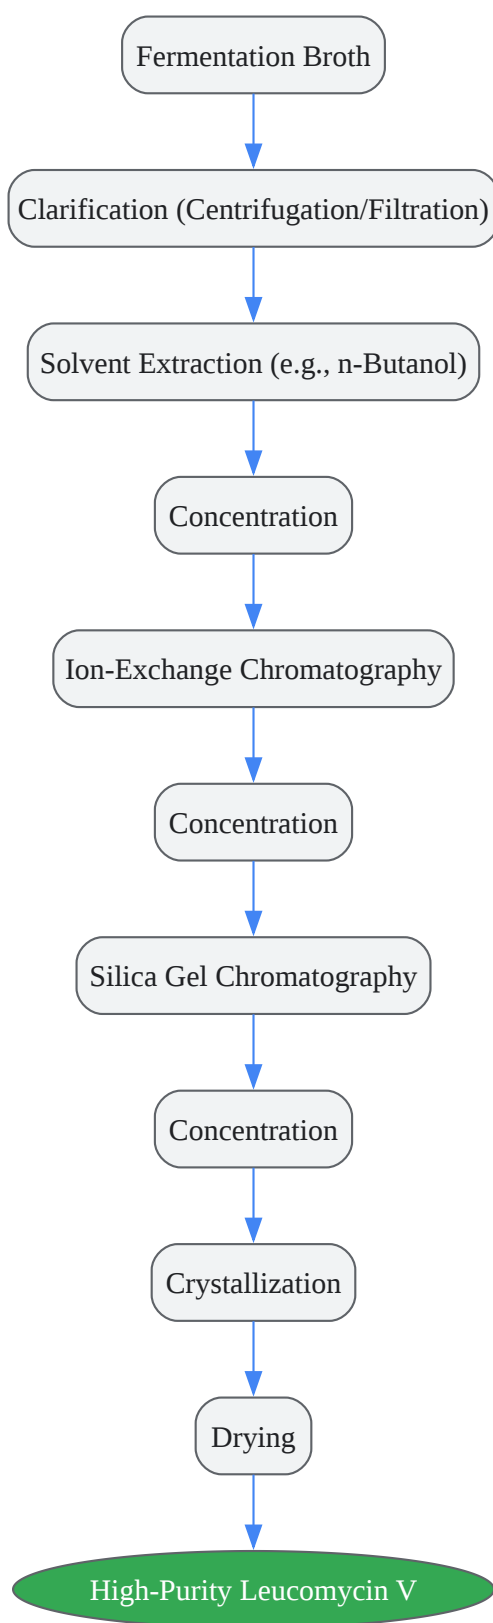 Fermentation Broth
Clarification (Centrifugation/Filtration)
Solvent Extraction (e.g., n-Butanol)
Concentration
Ion-Exchange Chromatography
Concentration
Silica Gel Chromatography
Concentration
Crystallization
Drying
High-Purity Leucomycin V